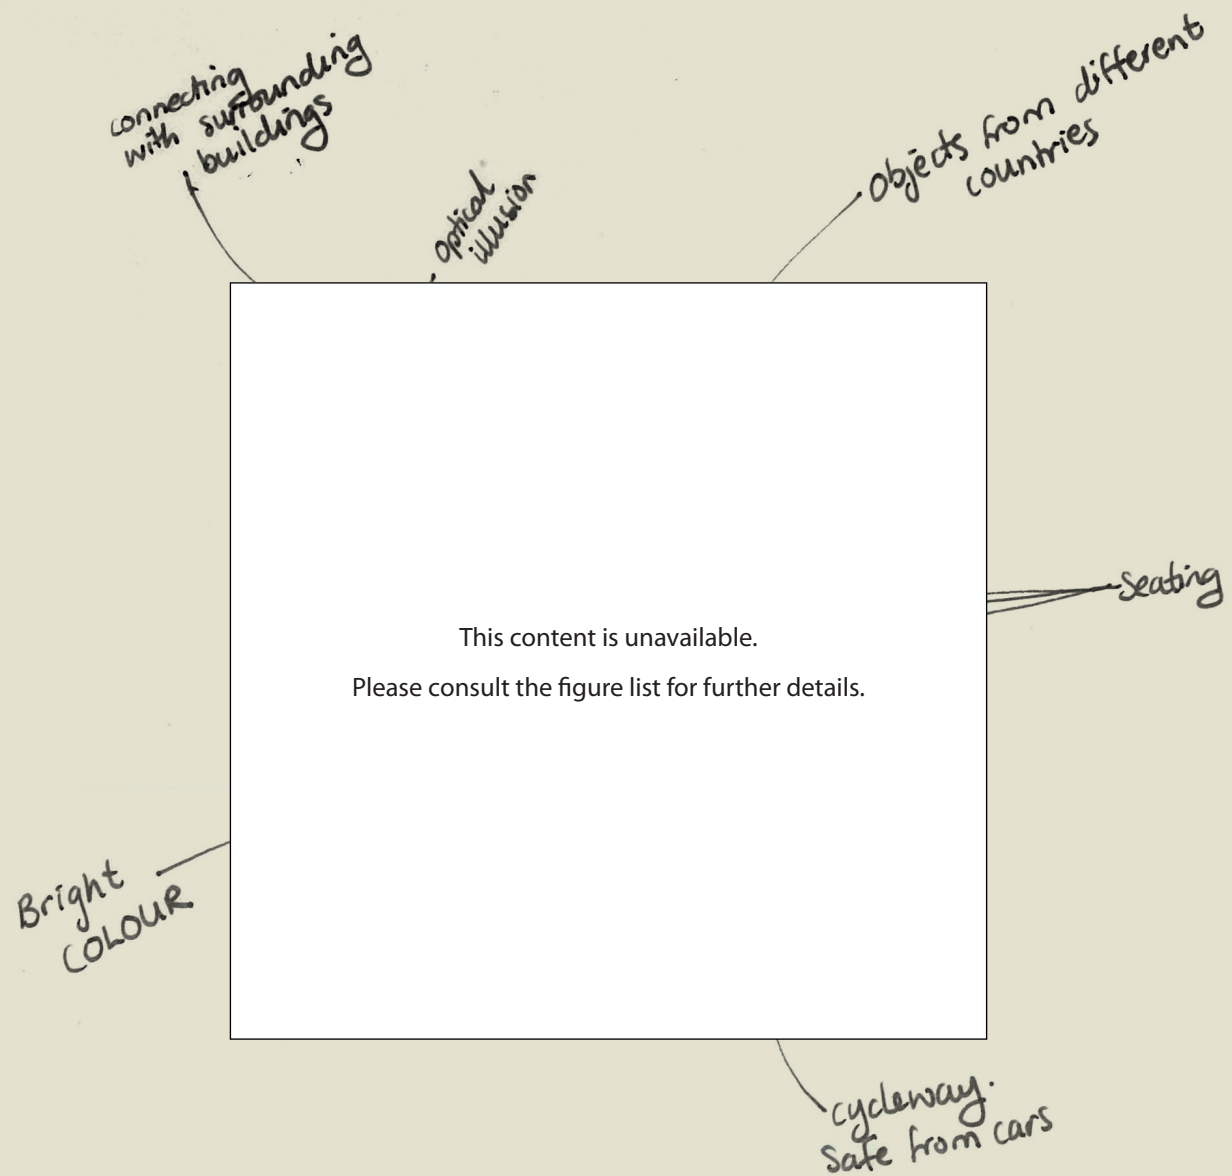 connecting
with surrounding
buildings
optical
illusion
objects from different
countries
Seating
This content is unavailable.
Please consult the figure list for further details.
Bright
COLOUR
cycleway.
Safe from cars